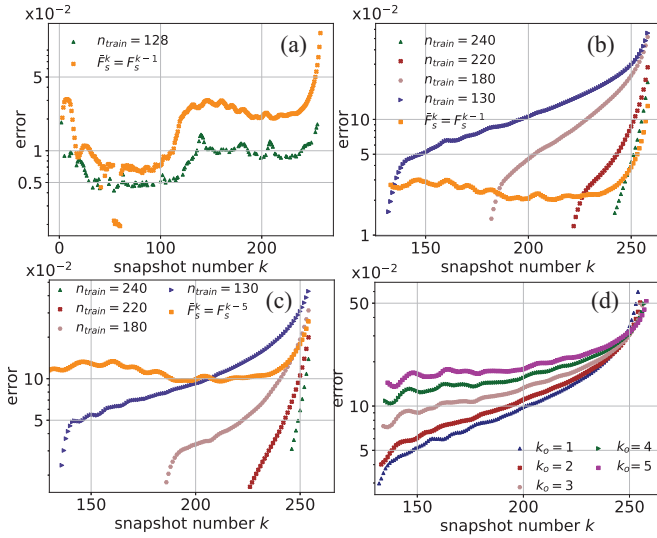 x10⁻²
n_train = 128
F̄_s^k = F_s^{k−1}
(a)
5
1
0.5
error
0
100
200
snapshot number k
x10⁻²
n_train = 240
n_train = 220
n_train = 180
n_train = 130
F̄_s^k = F_s^{k−1}
(b)
10
5
1
error
150
200
250
snapshot number k
x10⁻²
n_train = 240
n_train = 220
n_train = 180
n_train = 130
F̄_s^k = F_s^{k−5}
(c)
10
5
error
150
200
250
snapshot number k
x10⁻²
(d)
50
10
5
error
k_o = 1
k_o = 2
k_o = 3
k_o = 4
k_o = 5
150
200
250
snapshot number k